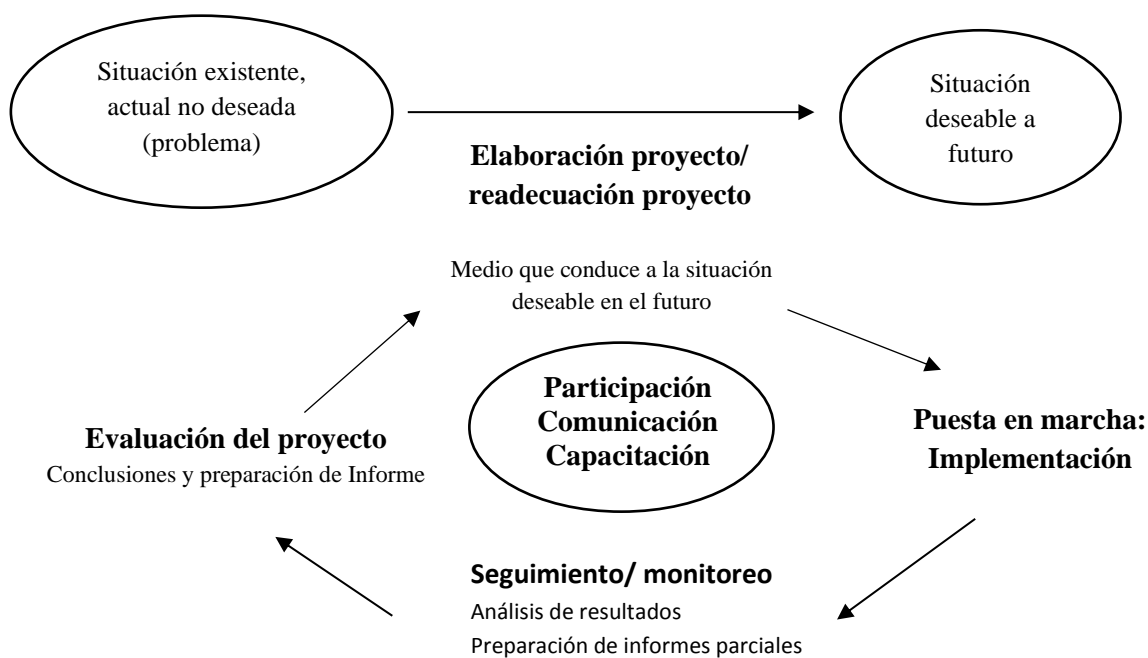 Situación existente,
actual no deseada
(problema)
Situación
deseable a
futuro
Elaboración proyecto/
readecuación proyecto
Medio que conduce a la situación
deseable en el futuro
Participación
Comunicación
Capacitación
Evaluación del proyecto
Conclusiones y preparación de Informe
Puesta en marcha:
Implementación
Seguimiento/ monitoreo
Análisis de resultados
Preparación de informes parciales